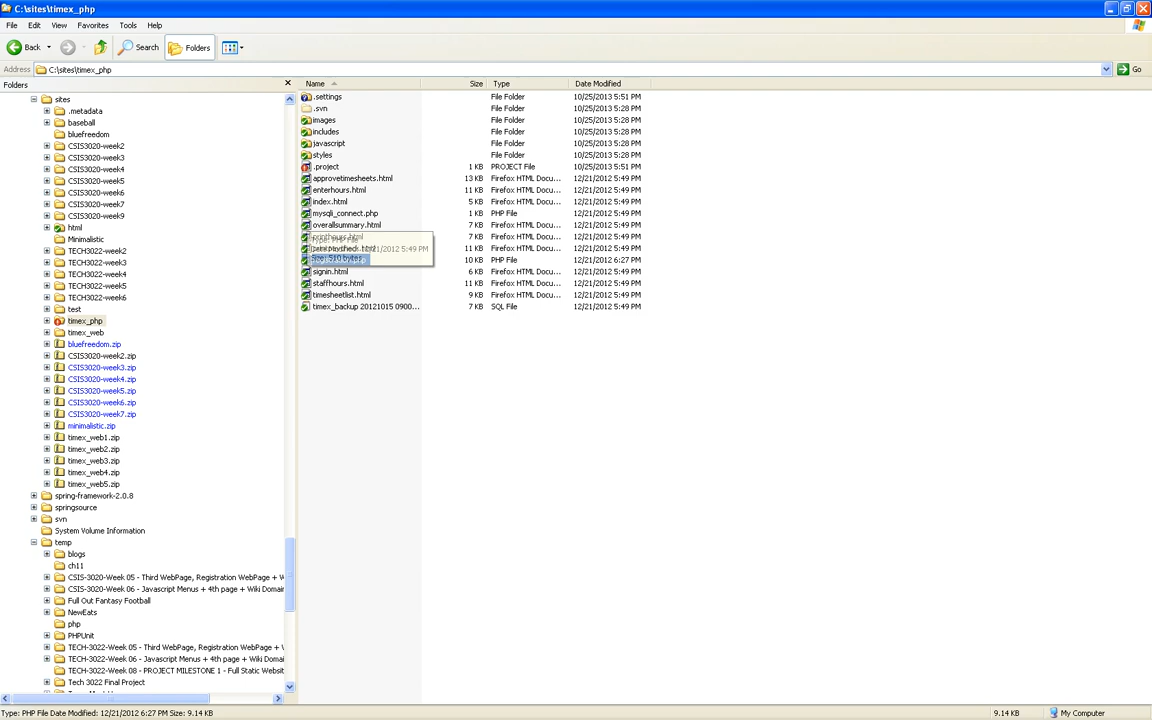 C:\sites\timex_php
File Edit View Favorites Tools Help
Back Search Folders
Address C:\sites\timex_php Go
Folders
sites
.metadata
baseball
bluefreedom
CSIS3020-week2
CSIS3020-week3
CSIS3020-week4
CSIS3020-week5
CSIS3020-week6
CSIS3020-week7
CSIS3020-week9
html
Minimalistic
TECH3022-week2
TECH3022-week3
TECH3022-week4
TECH3022-week5
TECH3022-week6
test
timex_php
timex_web
bluefreedom.zip
CSIS3020-week2.zip
CSIS3020-week3.zip
CSIS3020-week4.zip
CSIS3020-week5.zip
CSIS3020-week6.zip
CSIS3020-week7.zip
minimalistic.zip
timex_web1.zip
timex_web2.zip
timex_web3.zip
timex_web4.zip
timex_web5.zip
spring-framework-2.0.8
springsource
svn
System Volume Information
temp
blogs
ch11
CSIS-3020-Week 05 - Third WebPage, Registration WebPage + W
CSIS-3020-Week 06 - Javascript Menus + 4th page + Wiki Domain
Full Out Fantasy Football
NewEats
php
PHPUnit
TECH-3022-Week 05 - Third WebPage, Registration WebPage + V
TECH-3022-Week 06 - Javascript Menus + 4th page + Wiki Domai
TECH-3022-Week 08 - PROJECT MILESTONE 1 - Full Static Websit
Tech 3022 Final Project
Name Size Type Date Modified
.settings File Folder 10/25/2013 5:51 PM
.svn File Folder 10/25/2013 5:28 PM
images File Folder 10/25/2013 5:28 PM
includes File Folder 10/25/2013 5:28 PM
javascript File Folder 10/25/2013 5:28 PM
styles File Folder 10/25/2013 5:28 PM
.project 1 KB PROJECT File 10/25/2013 5:51 PM
approvetimesheets.html 13 KB Firefox HTML Docu... 12/21/2012 5:49 PM
enterhours.html 11 KB Firefox HTML Docu... 12/21/2012 5:49 PM
index.html 5 KB Firefox HTML Docu... 12/21/2012 5:49 PM
mysqli_connect.php 1 KB PHP File 12/21/2012 5:49 PM
overallsummary.html 7 KB Firefox HTML Docu... 12/21/2012 5:49 PM
printhours.html 7 KB Firefox HTML Docu... 12/21/2012 5:49 PM
11 KB Firefox HTML Docu... 12/21/2012 5:49 PM
10 KB PHP File 12/21/2012 6:27 PM
Type: PHP File
12/21/2012 5:49 PM
Size: 510 bytes
signin.html 6 KB Firefox HTML Docu... 12/21/2012 5:49 PM
staffhours.html 11 KB Firefox HTML Docu... 12/21/2012 5:49 PM
timesheetlist.html 9 KB Firefox HTML Docu... 12/21/2012 5:49 PM
timex_backup 20121015 0900... 7 KB SQL File 12/21/2012 5:49 PM
Type: PHP File Date Modified: 12/21/2012 6:27 PM Size: 9.14 KB 9.14 KB My Computer